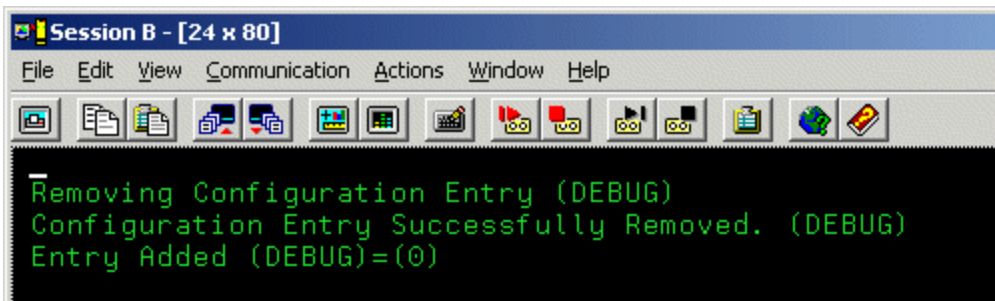 Session B - [24 x 80]
File Edit View Communication Actions Window Help
Removing Configuration Entry (DEBUG)
Configuration Entry Successfully Removed. (DEBUG)
Entry Added (DEBUG)=(0)